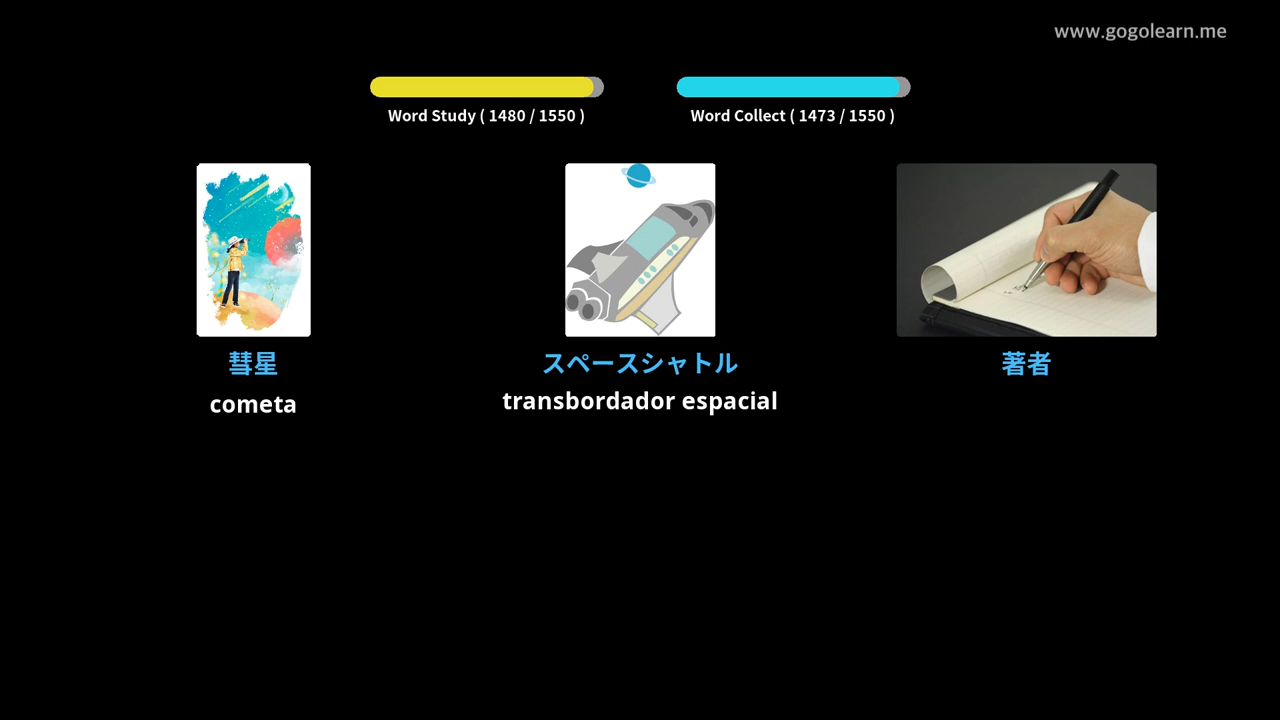 www.gogolearn.me
Word Study ( 1480 / 1550 )
Word Collect ( 1473 / 1550 )
彗星
cometa
スペースシャトル
transbordador espacial
著者